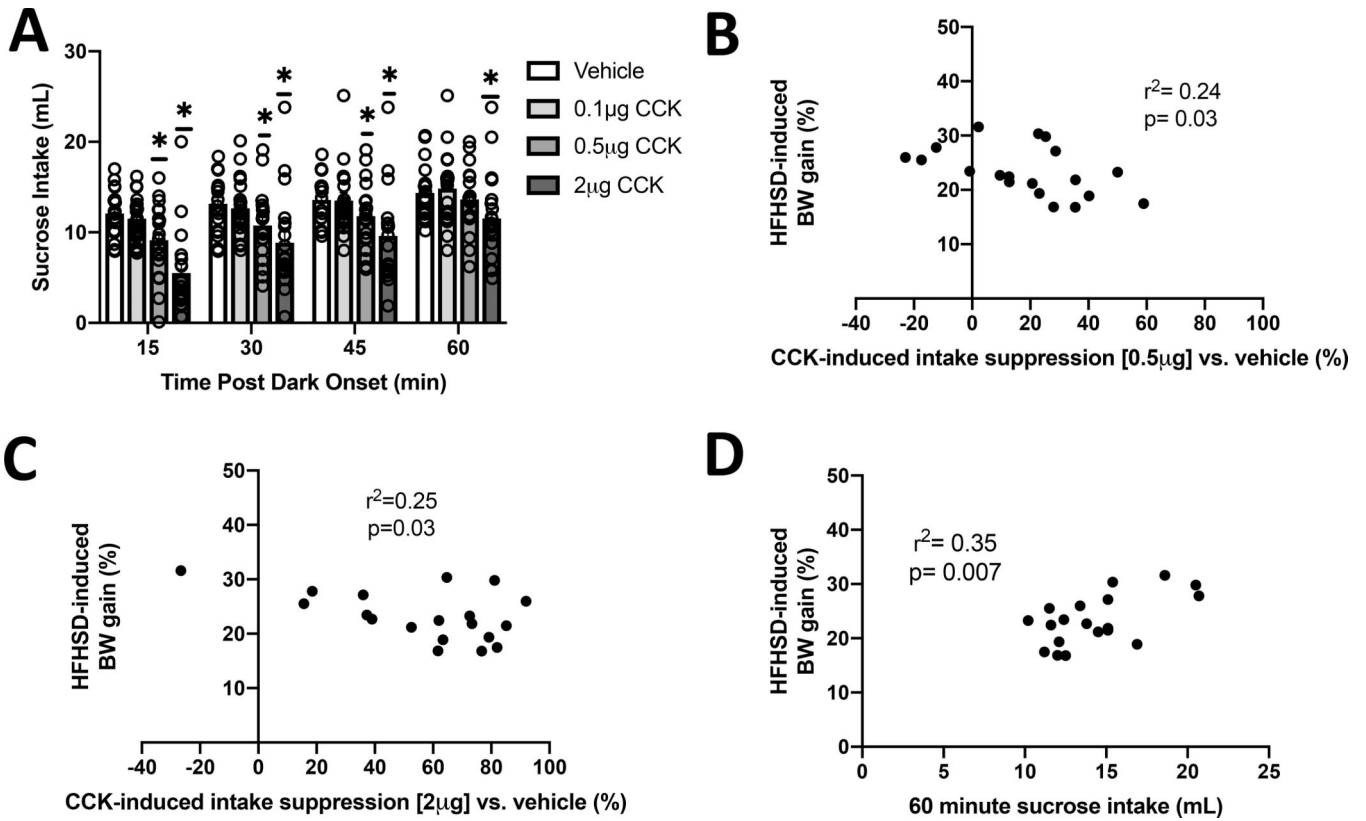 A
Sucrose Intake (mL)
30
20
10
0
* * * * * * *
15 30 45 60
Time Post Dark Onset (min)
Vehicle
0.1μg CCK
0.5μg CCK
2μg CCK
B
HFHSD-induced
BW gain (%)
50
40
30
20
10
r²= 0.24
p= 0.03
-40 -20 0 20 40 60 80 100
CCK-induced intake suppression [0.5μg] vs. vehicle (%)
C
HFHSD-induced
BW gain (%)
50
40
30
20
10
r²=0.25
p=0.03
-40 -20 0 20 40 60 80 100
CCK-induced intake suppression [2μg] vs. vehicle (%)
D
HFHSD-induced
BW gain (%)
50
40
30
20
10
0
r²= 0.35
p= 0.007
0 5 10 15 20 25
60 minute sucrose intake (mL)